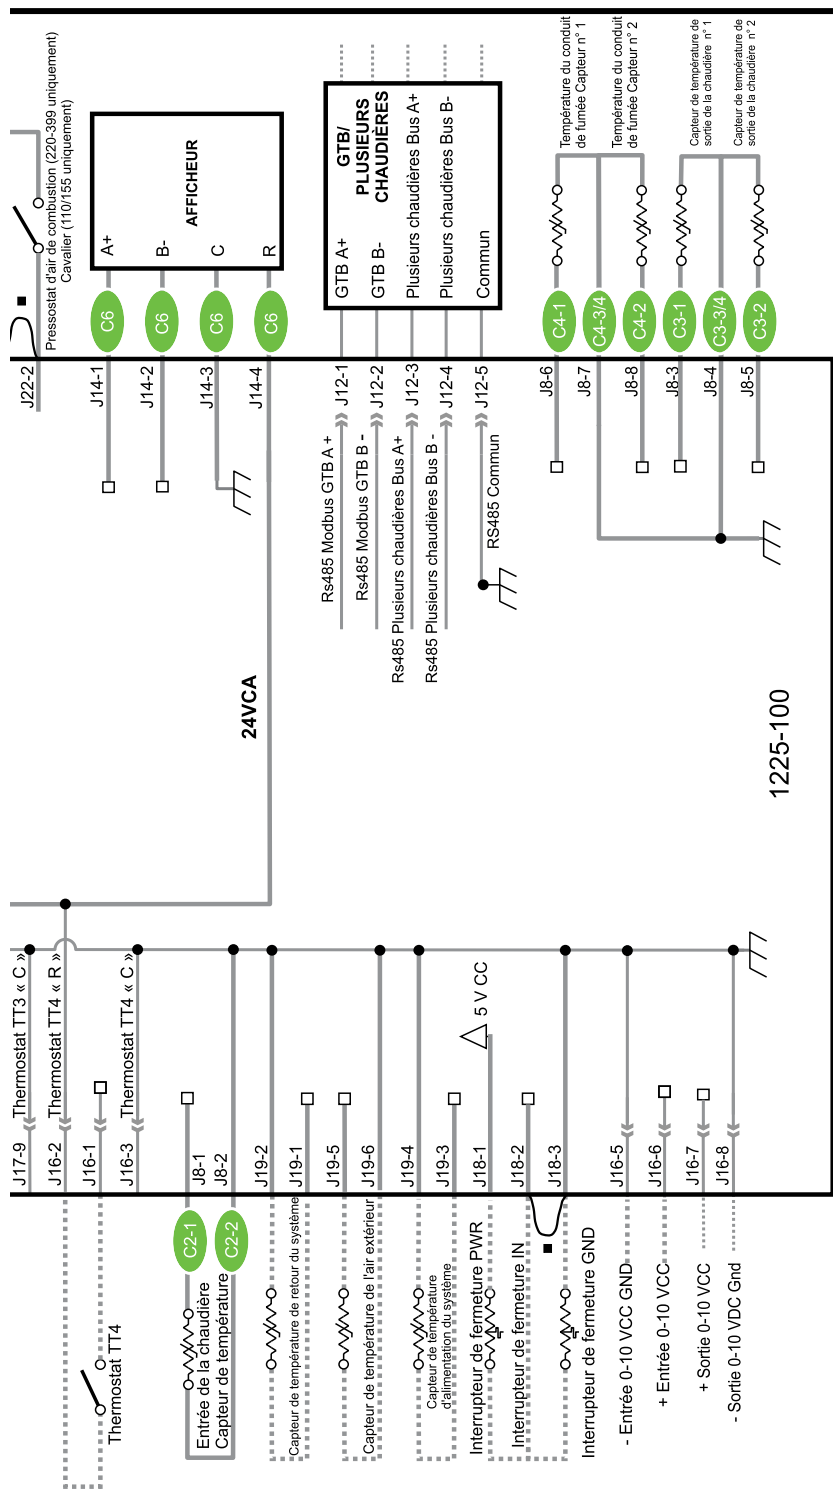 Pressostat d'air de combustion (220-399 uniquement)
Cavalier (110/155 uniquement)
J22-2
AFFICHEUR
A+
B-
C
R
C6
C6
C6
C6
J14-1
J14-2
J14-3
J14-4
24VCA
GTB/
PLUSIEURS
CHAUDIÈRES
GTB A+
GTB B-
Plusieurs chaudières Bus A+
Plusieurs chaudières Bus B-
Commun
J12-1
J12-2
J12-3
J12-4
J12-5
Rs485 Modbus GTB A +
Rs485 Modbus GTB B -
Rs485 Plusieurs chaudières Bus A+
Rs485 Plusieurs chaudières Bus B -
RS485 Commun
Température du conduit
de fumée Capteur n° 1
Température du conduit
de fumée Capteur n° 2
Capteur de température de
sortie de la chaudière n° 1
Capteur de température de
sortie de la chaudière n° 2
C4-1
C4-3/4
C4-2
C3-1
C3-3/4
C3-2
J8-6
J8-7
J8-8
J8-3
J8-4
J8-5
1225-100
Thermostat TT3 « C »
Thermostat TT4 « R »
Thermostat TT4 « C »
5 V CC
J17-9
J16-2
J16-1
J16-3
J8-1
J8-2
J19-2
J19-1
J19-5
J19-6
J19-4
J19-3
J18-1
J18-2
J18-3
J16-5
J16-6
J16-7
J16-8
C2-1
C2-2
Thermostat TT4
Entrée de la chaudière
Capteur de température
Capteur de température de retour du système
Capteur de température de l'air extérieur
Capteur de température
d'alimentation du système
Interrupteur de fermeture PWR
Interrupteur de fermeture IN
Interrupteur de fermeture GND
- Entrée 0-10 VCC GND
+ Entrée 0-10 VCC
+ Sortie 0-10 VCC
- Sortie 0-10 VDC Gnd